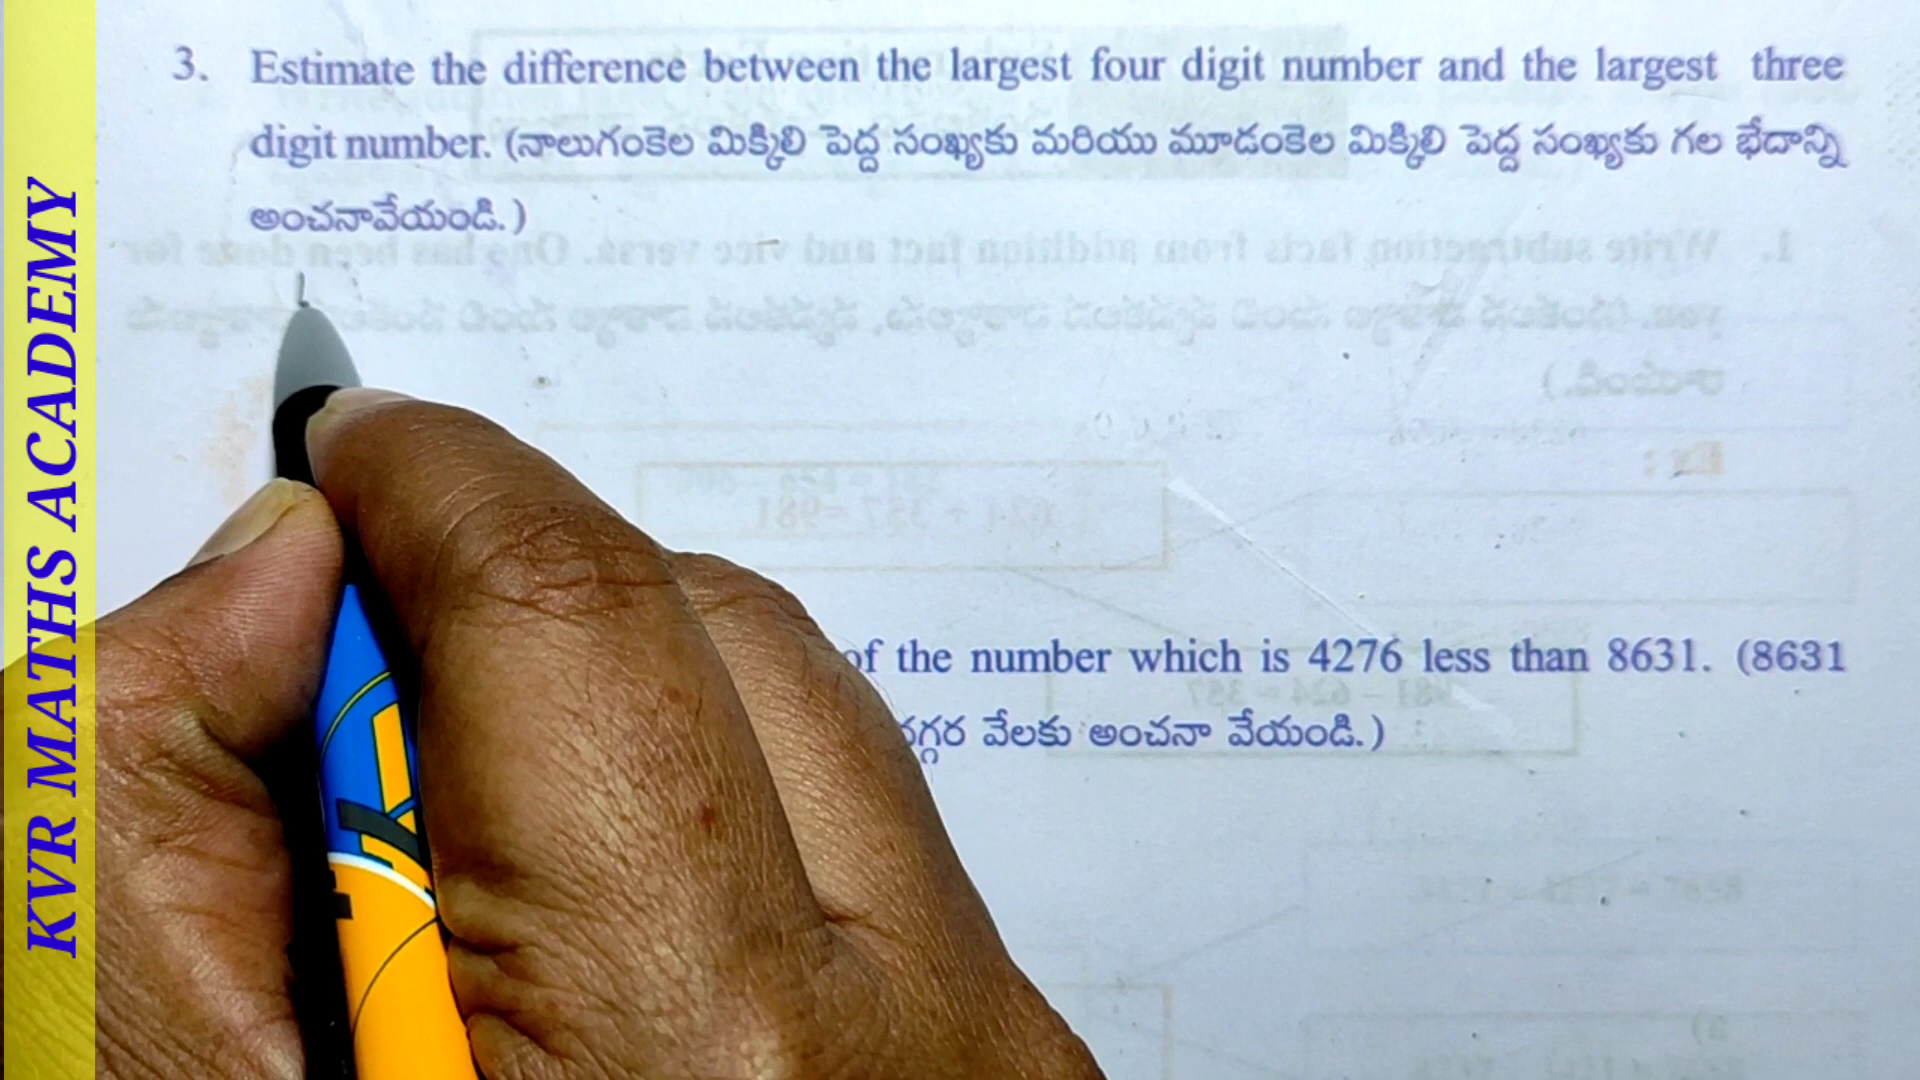 KVR MATHS ACADEMY
3. Estimate the difference between the largest four digit number and the largest three
digit number. (నాలుగంకెల మిక్కిలి పెద్ద సంఖ్యకు మరియు మూడంకెల మిక్కిలి పెద్ద సంఖ్యకు గల భేదాన్ని
అంచనావేయండి.)
of the number which is 4276 less than 8631. (8631
వేలకు అంచనా వేయండి.)